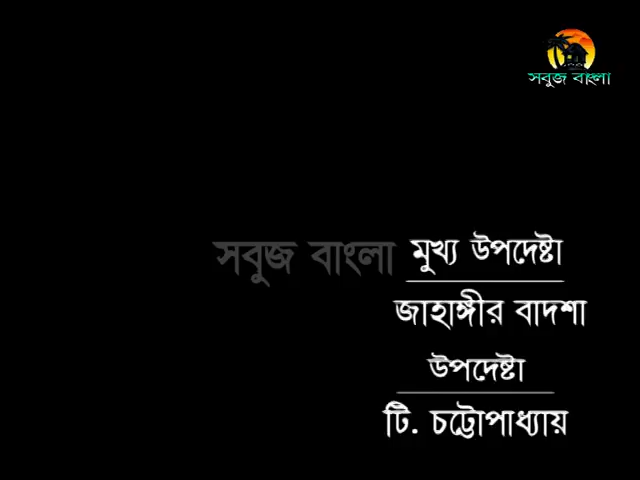 সবুজ বাংলা
সবুজ বাংলা
মুখ্য উপদেষ্টা
জাহাঙ্গীর বাদশা
উপদেষ্টা
টি. চট্টোপাধ্যায়